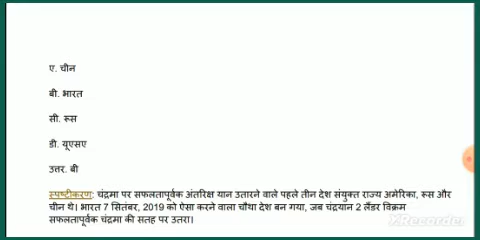 ए. चीन
बी. भारत
सी. रूस
डी. यूएसए
उत्तर. बी
स्पष्टीकरण: चंद्रमा पर सफलतापूर्वक अंतरिक्ष यान उतारने वाले पहले तीन देश संयुक्त राज्य अमेरिका, रूस और
चीन थे। भारत 7 सितंबर, 2019 को ऐसा करने वाला चौथा देश बन गया, जब चंद्रयान 2 लैंडर विक्रम
सफलतापूर्वक चंद्रमा की सतह पर उतरा।
XRecorder